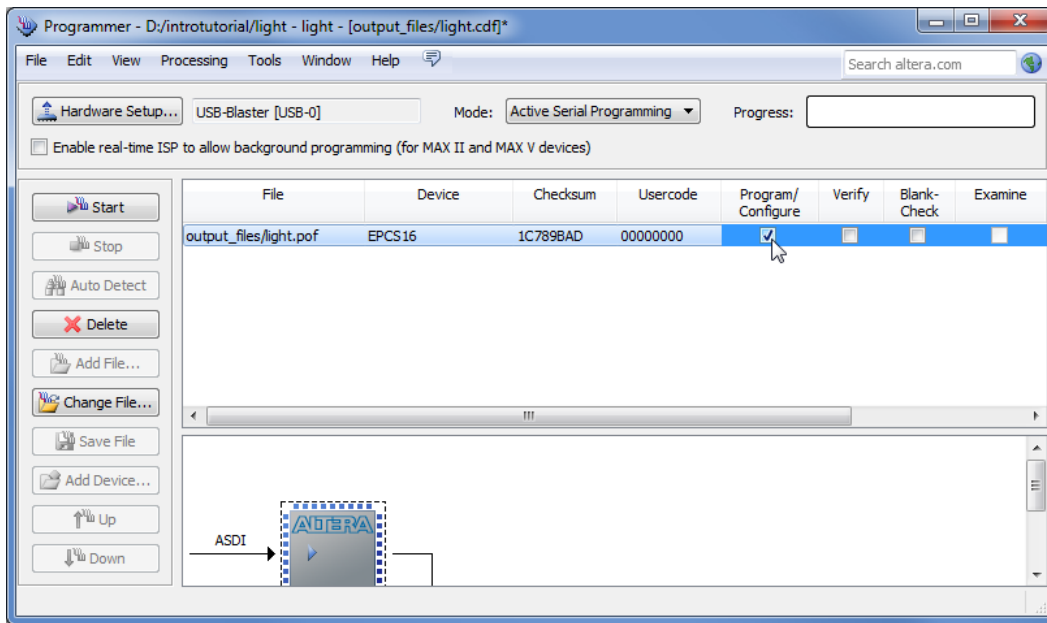 Programmer - D:/introtutorial/light - light - [output_files/light.cdf]*
File Edit View Processing Tools Window Help
Search altera.com
Hardware Setup... USB-Blaster [USB-0] Mode: Active Serial Programming Progress:
Enable real-time ISP to allow background programming (for MAX II and MAX V devices)
Start
Stop
Auto Detect
Delete
Add File...
Change File...
Save File
Add Device...
Up
Down
File Device Checksum Usercode Program/ Configure Verify Blank- Check Examine
output_files/light.pof EPCS16 1C789BAD 00000000
ASDI
ALTERA